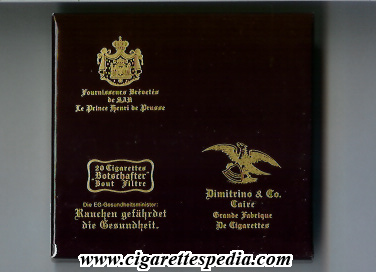 Fournisseurs Brévetés
de SAR
Le Prince Henri de Prusse
20 Cigarettes
Botschafter
Bout Filtre
Die EG-Gesundheitsminister:
Rauchen gefährdet
die Gesundheit.
Dimitrino & Co.
Caire
Grande Fabrique
De Cigarettes
www.cigarettespedia.com